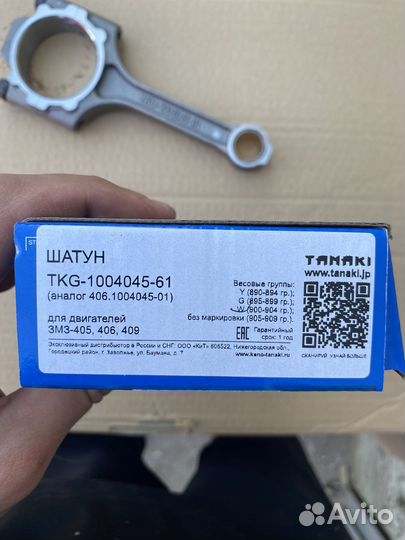 ШАТУН
TKG-1004045-61
(аналог 406.1004045-01)
для двигателей
ЗМЗ-405, 406, 409
TANAKI
www.tanaki.jp
Весовые группы:
Y (890-894 гр.);
G (895-899 гр.);
W (900-904 гр.);
без маркировки (905-909 гр.).
EAC
Гарантийный
срок: 1 год
СКАНИРУЙ УЗНАЙ БОЛЬШЕ
Эксклюзивный дистрибьютор в России и СНГ: ООО «КиТ» 606522, Нижегородская обл.,
Городецкий район, г. Заволжье, ул. Баумана, д. 7
www.keno-tanaki.ru
Avito